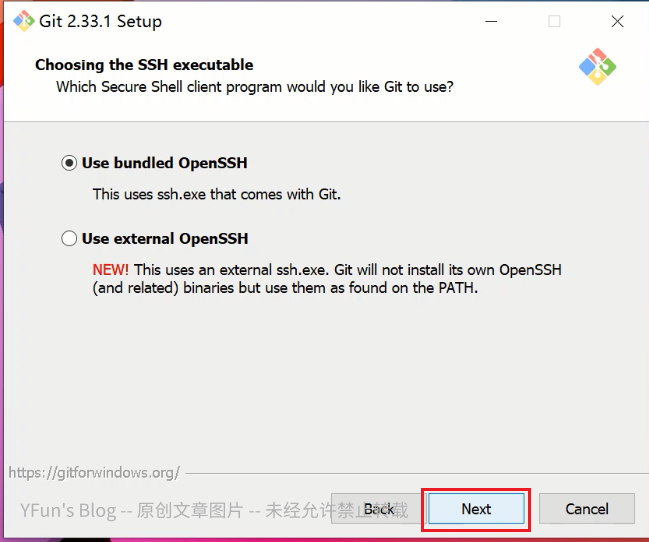 Git 2.33.1 Setup
Choosing the SSH executable
Which Secure Shell client program would you like Git to use?
Use bundled OpenSSH
This uses ssh.exe that comes with Git.
Use external OpenSSH
NEW! This uses an external ssh.exe. Git will not install its own OpenSSH
(and related) binaries but use them as found on the PATH.
https://gitforwindows.org/
YFun's Blog -- 原创文章图片 -- 未经允许禁止转载
Back Next Cancel